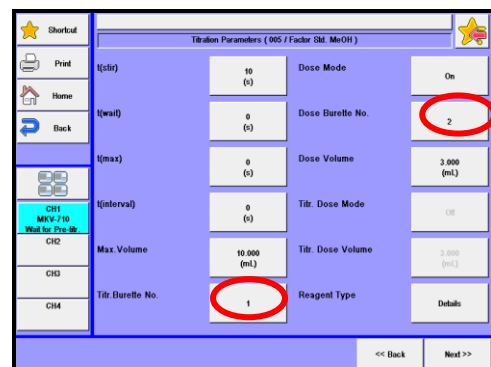 Shortcut
Titration Parameters ( 005 / Factor Std. MeOH )
Print
Home
Back
CH1
MKV-710
Wait for Pre-titr.
CH2
CH3
CH4
t(stir)
10
(s)
Dose Mode
On
t(wait)
0
(s)
Dose Burette No.
2
t(max)
0
(s)
Dose Volume
3.000
(mL)
t(interval)
0
(s)
Titr. Dose Mode
Off
Max.Volume
10.000
(mL)
Titr. Dose Volume
3.000
(mL)
Titr.Burette No.
1
Reagent Type
Details
<< Back
Next >>